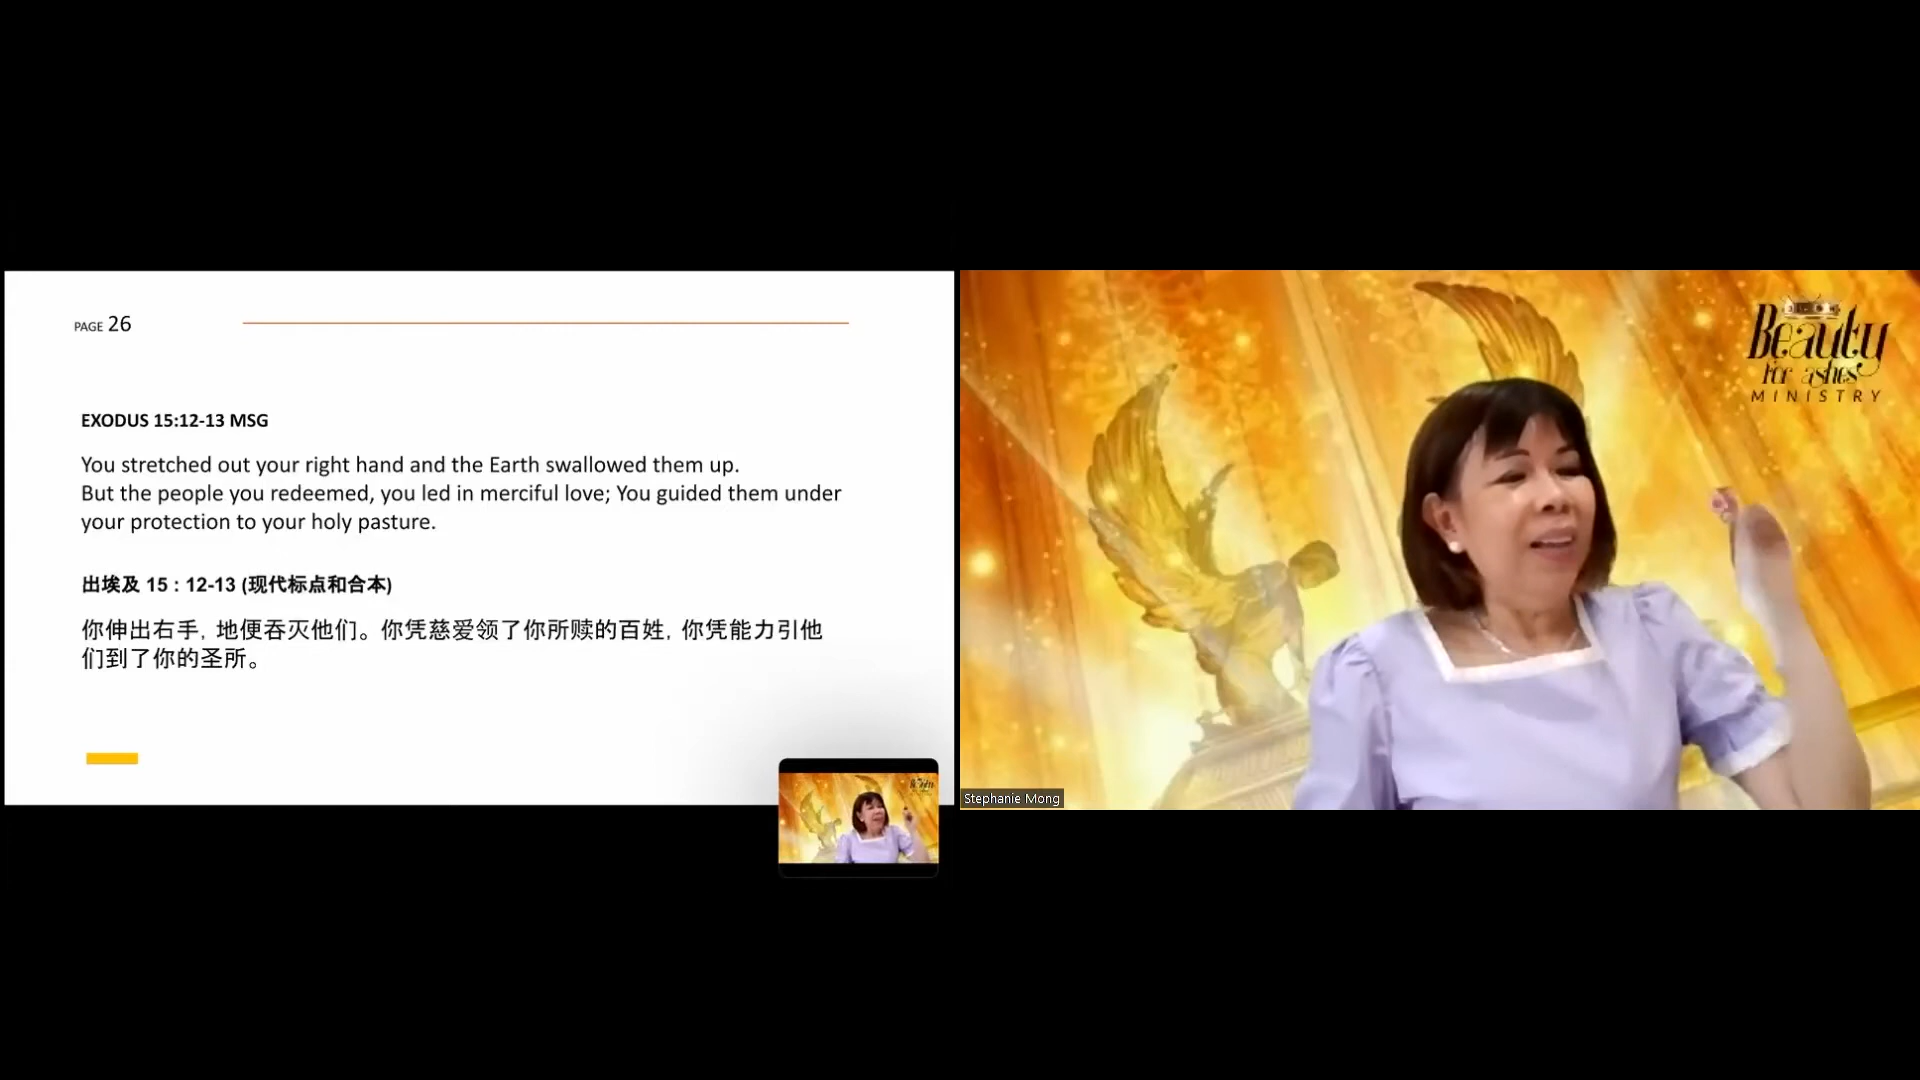 PAGE 26
EXODUS 15:12-13 MSG
You stretched out your right hand and the Earth swallowed them up.
But the people you redeemed, you led in merciful love; You guided them under
your protection to your holy pasture.
出埃及 15 : 12-13 (现代标点和合本)
你伸出右手, 地便吞灭他们。你凭慈爱领了你所赎的百姓, 你凭能力引他
们到了你的圣所。
Beauty
For ashes
MINISTRY
Stephanie Mong